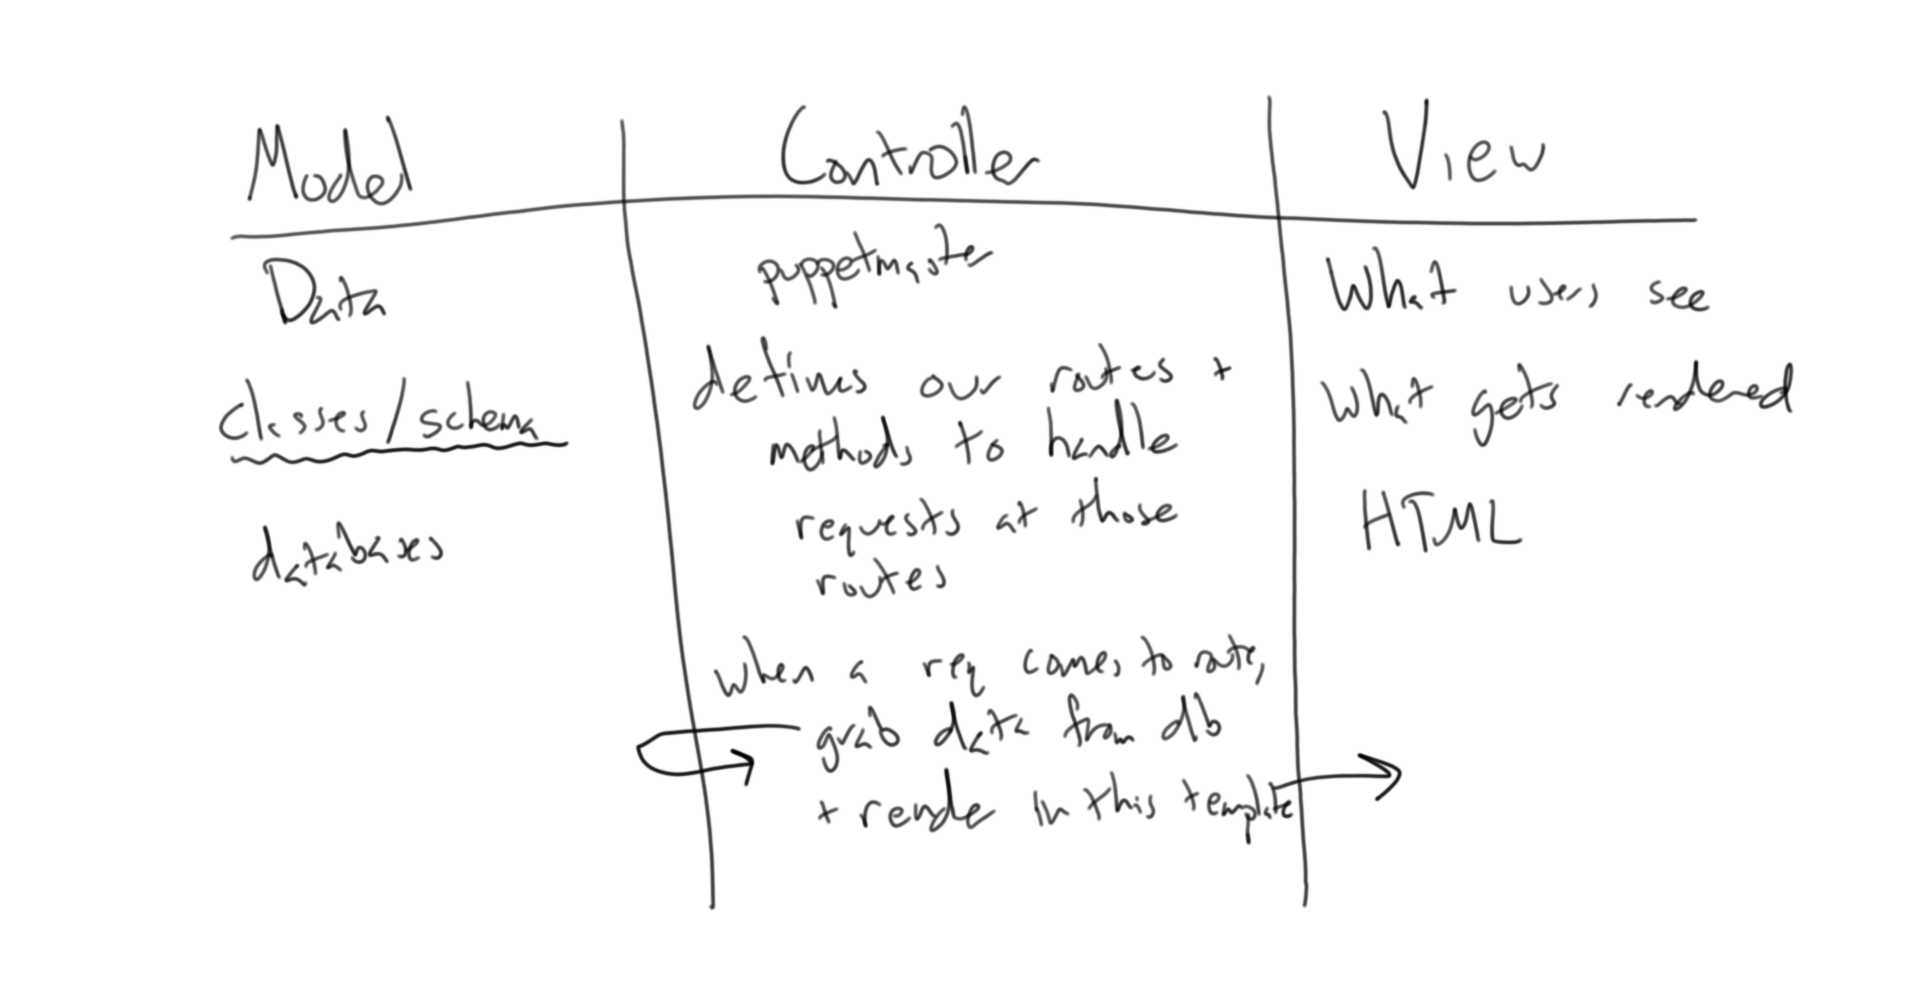 Model
Controller
View
Data
classes/schema
databases
puppetmaster
defines our routes +
methods to handle
requests at those
routes
when a req comes to route,
grab data from db
+ render in this template
What users see
What gets rendered
HTML